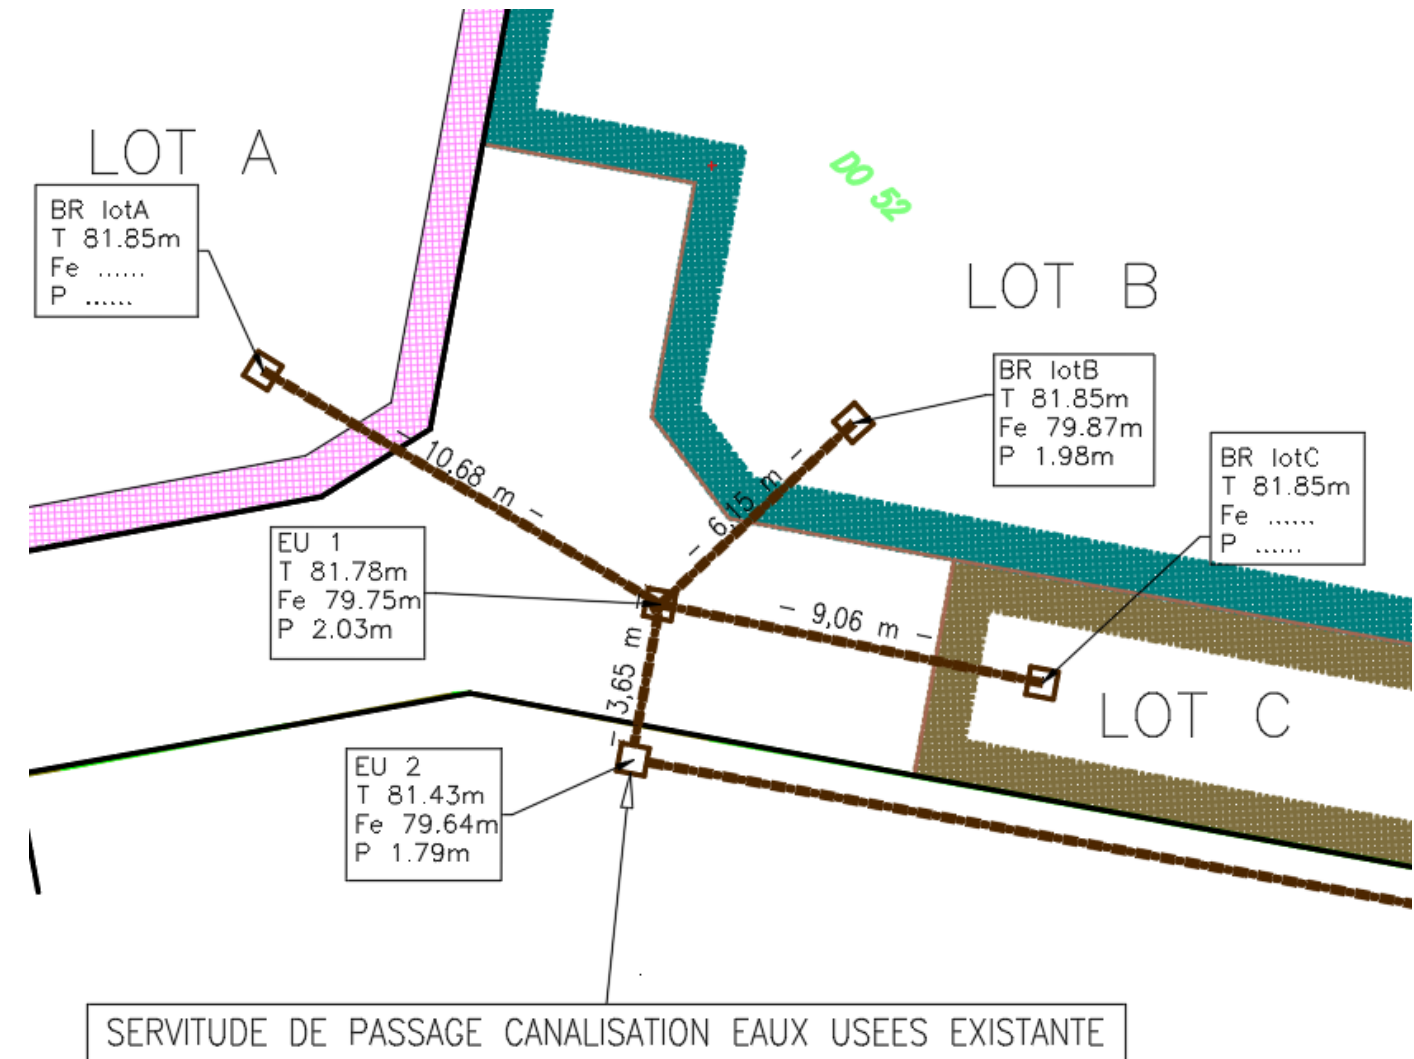 LOT A
BR lotA
T 81.85m
Fe ......
P ......
DO 52
LOT B
BR lotB
T 81.85m
Fe 79.87m
P 1.98m
BR lotC
T 81.85m
Fe ......
P ......
- 10,68 m -
- 6,15 m -
EU 1
T 81.78m
Fe 79.75m
P 2.03m
- 9,06 m -
- 3,65 m -
LOT C
EU 2
T 81.43m
Fe 79.64m
P 1.79m
SERVITUDE DE PASSAGE CANALISATION EAUX USEES EXISTANTE